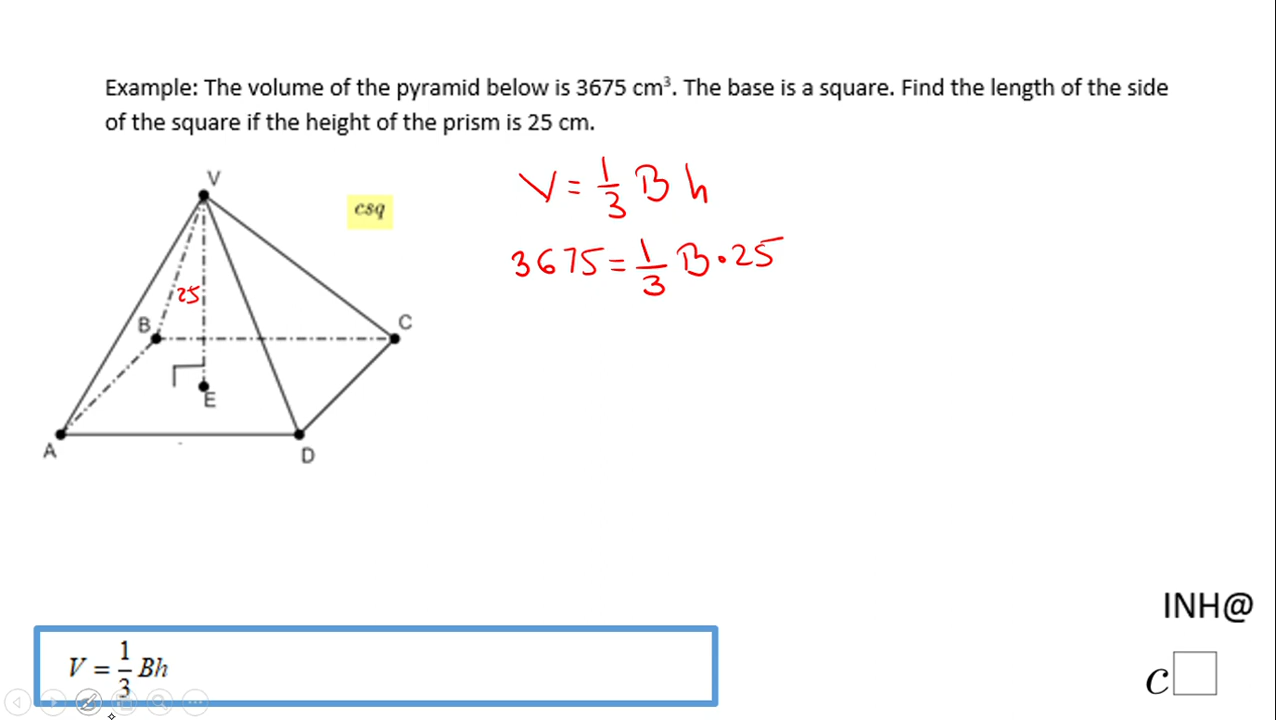 Example: The volume of the pyramid below is 3675 cm³. The base is a square. Find the length of the side
of the square if the height of the prism is 25 cm.
V
csq
V = 1/3 B h
3675 = 1/3 B • 25
25
B
C
E
A
D
INH@
V = 1/3 Bh
c